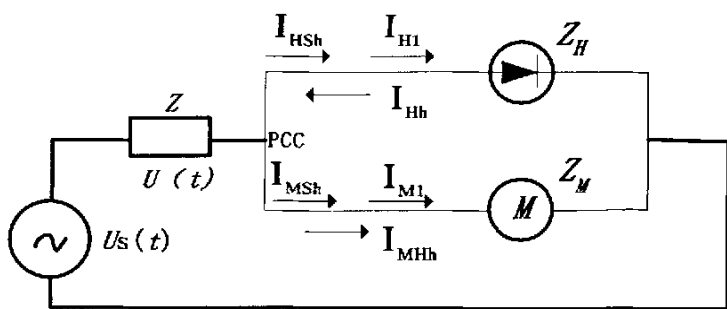 I_HSh I_H1 Z_H
I_Hh
Z
PCC
U (t)
I_MSh I_M1 Z_M
M
I_MHh
Us(t)